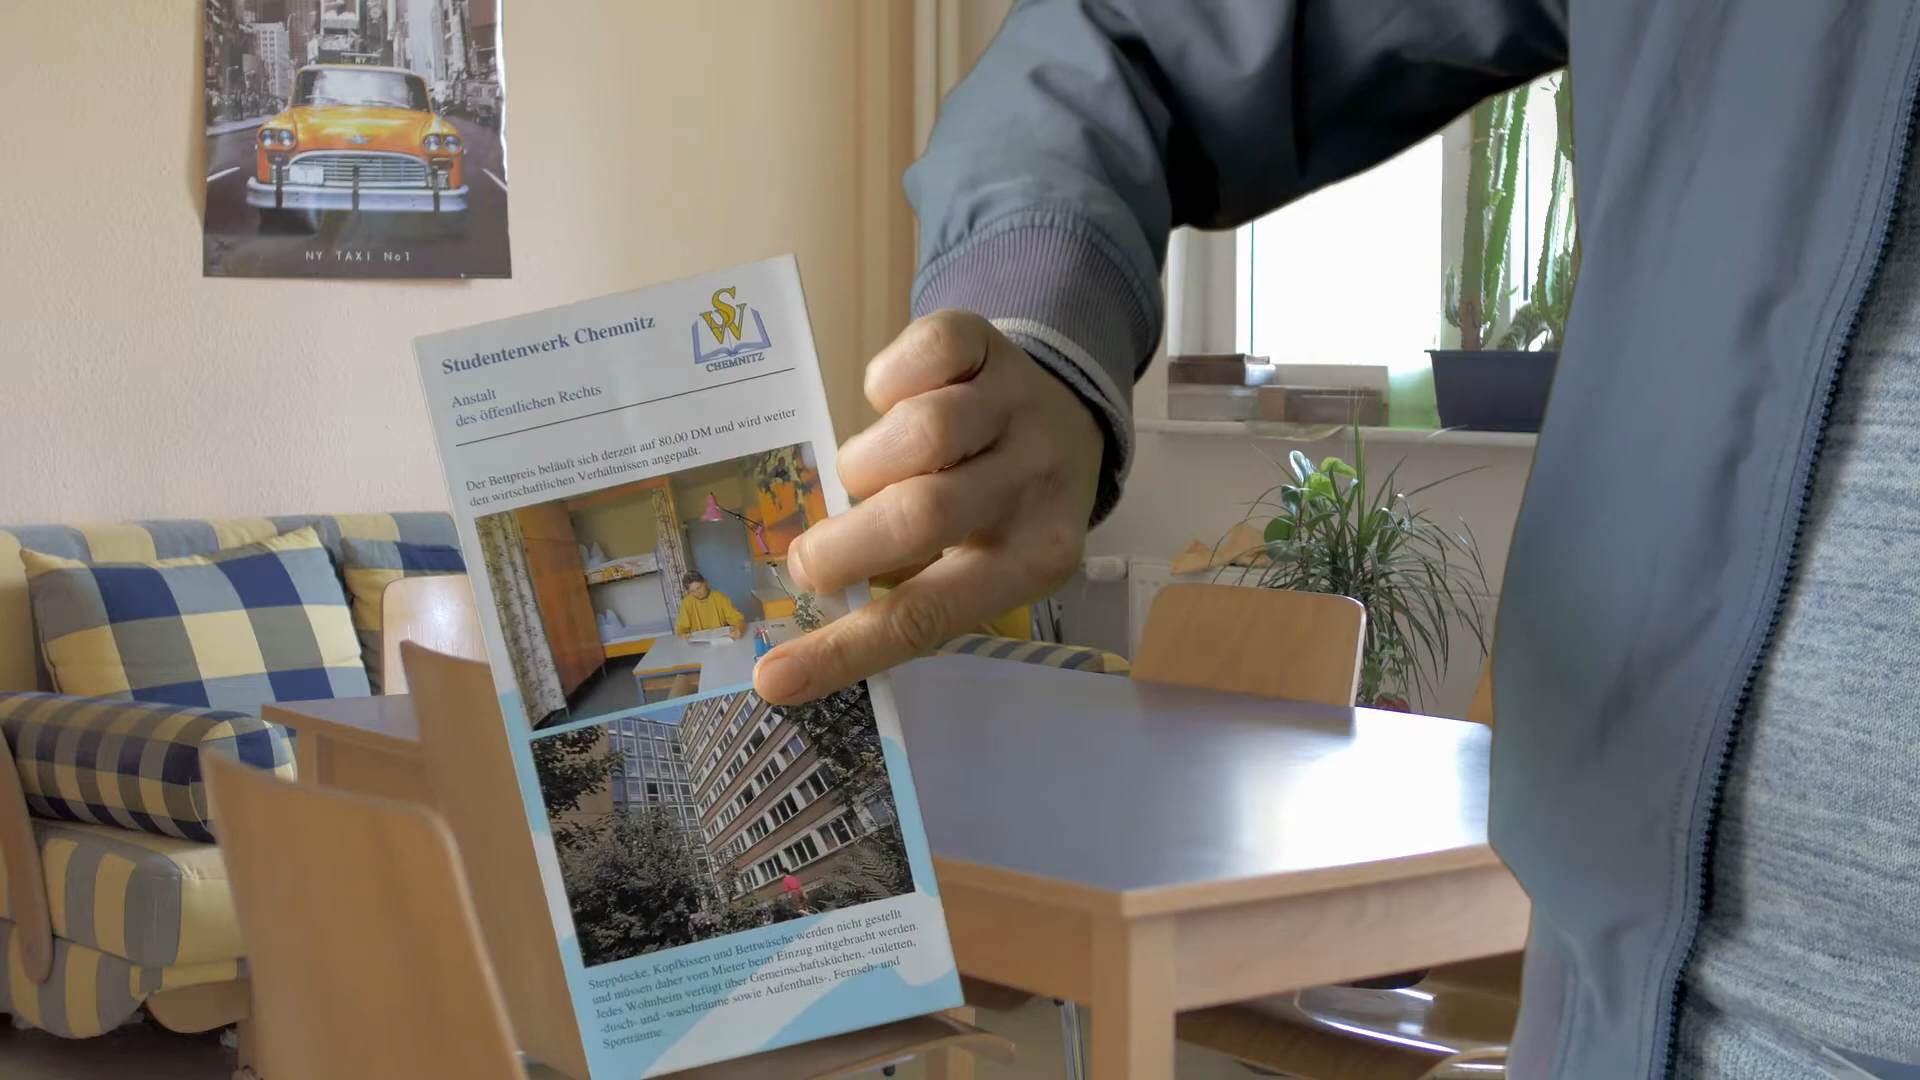 NY
NY TAXI No1
Studentenwerk Chemnitz
SW
CHEMNITZ
Anstalt
des öffentlichen Rechts
Der Bettpreis beläuft sich derzeit auf 80.00 DM und wird weiter
den wirtschaftlichen Verhältnissen angepaßt.
Steppdecke, Kopfkissen und Bettwäsche werden nicht gestellt
und müssen daher vom Mieter beim Einzug mitgebracht werden.
Jedes Wohnheim verfügt über Gemeinschaftsküchen, -toiletten,
-dusch- und -waschräume sowie Aufenthalts-, Fernseh- und
Sporträume.